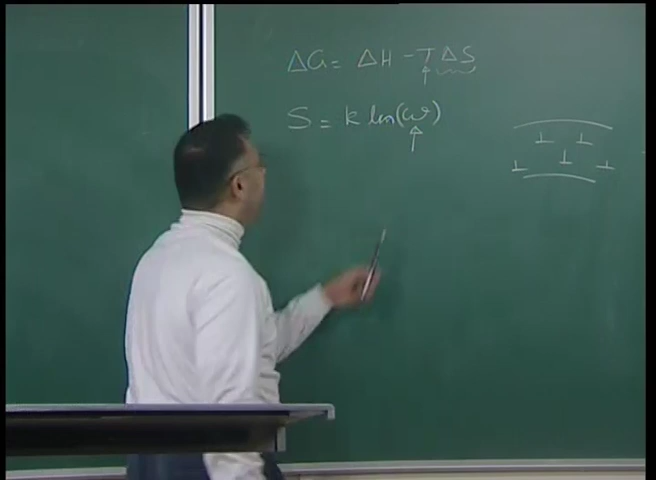 ΔG = ΔH - TΔS
S = k ln(ω)